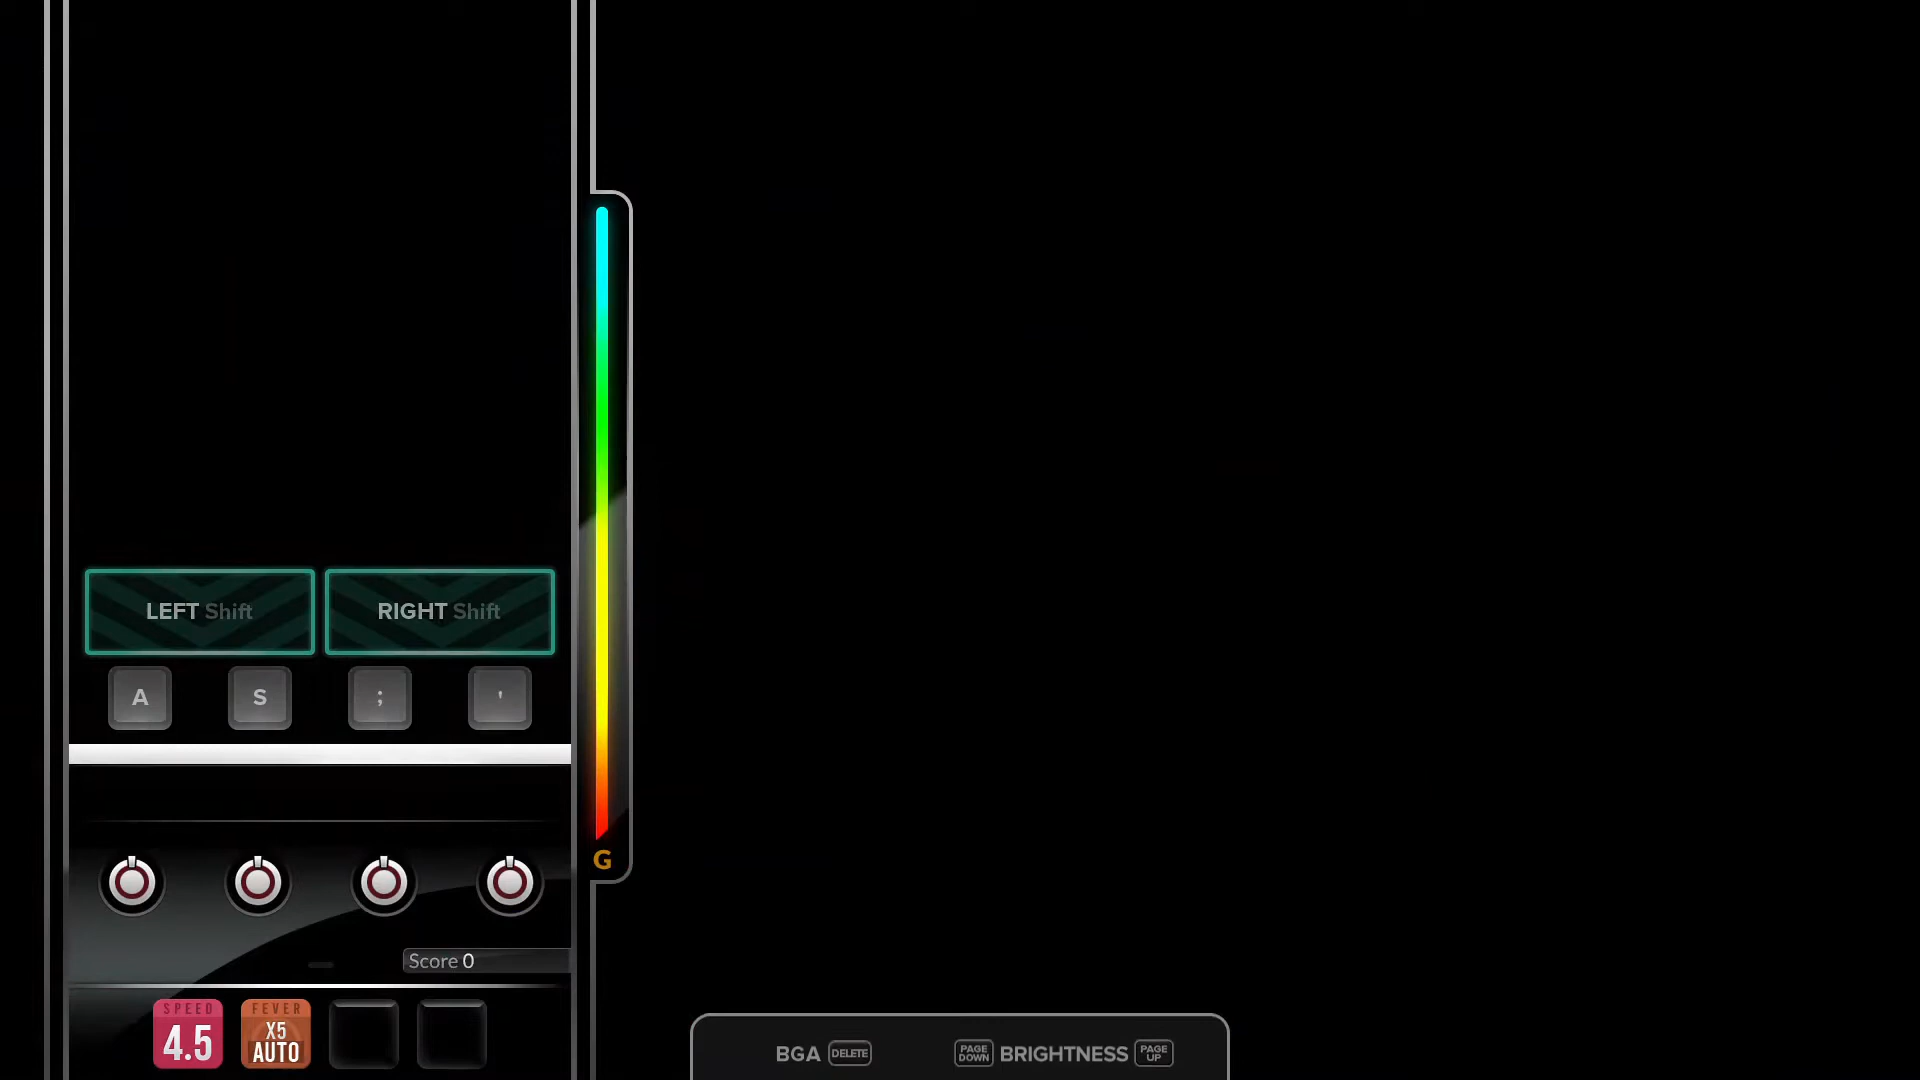 LEFT Shift RIGHT Shift
A S ; '
G
Score 0
SPEED
4.5
FEVER
X5
AUTO
BGA DELETE PAGE DOWN BRIGHTNESS PAGE UP